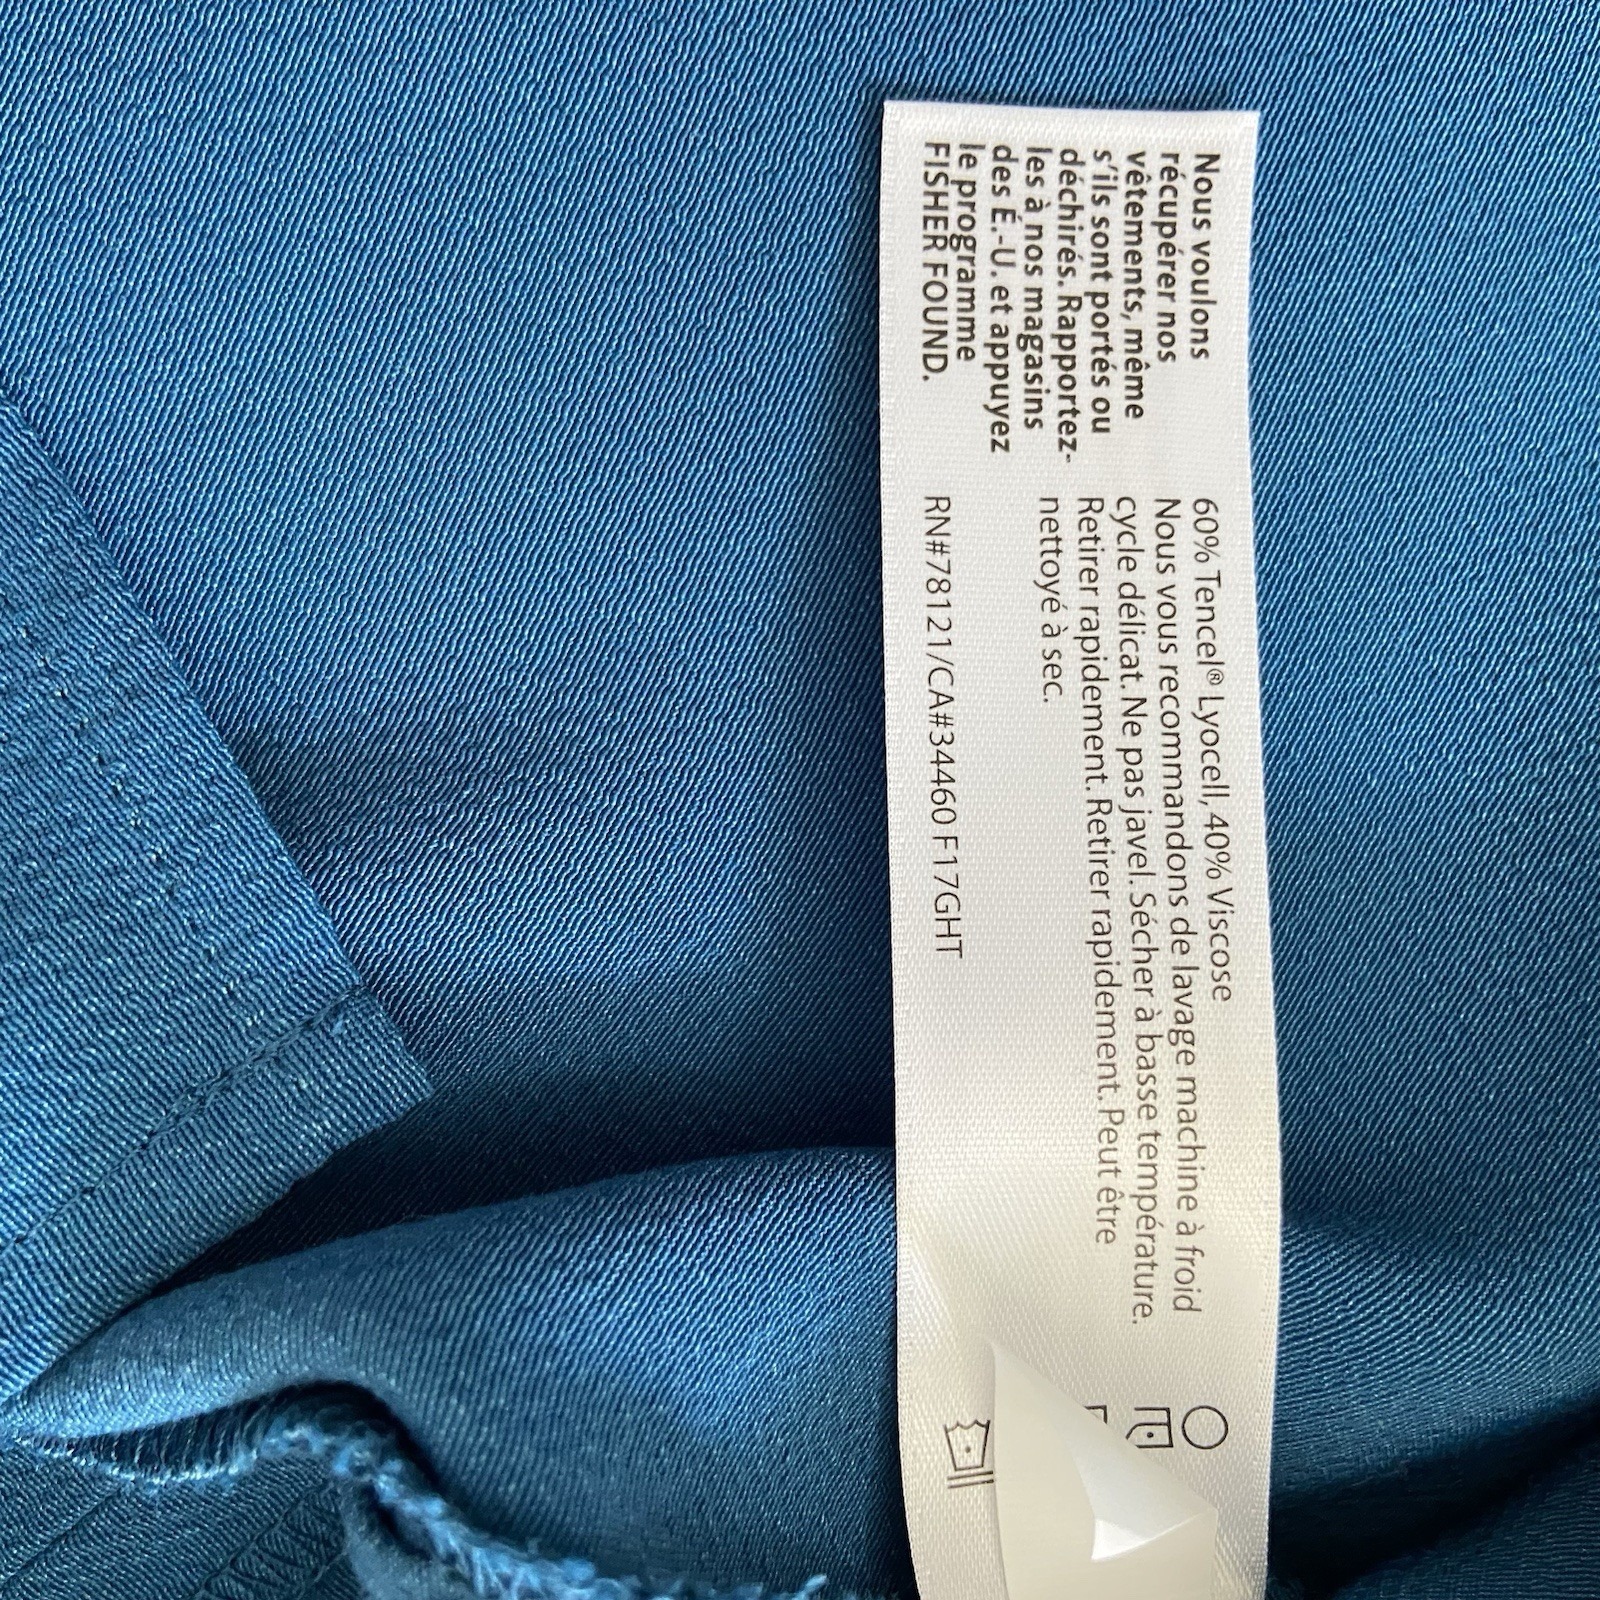 Nous voulons
récupérer nos
vêtements, même
s'ils sont portés ou
déchirés. Rapportez-
les à nos magasins
des É.-U. et appuyez
le programme
FISHER FOUND.
60% Tencel® Lyocell, 40% Viscose
Nous vous recommandons de lavage machine à froid
cycle délicat. Ne pas javel. Sécher à basse température.
Retirer rapidement. Retirer rapidement. Peut être
nettoyé à sec.
RN#78121/CA#34460 F17GHT